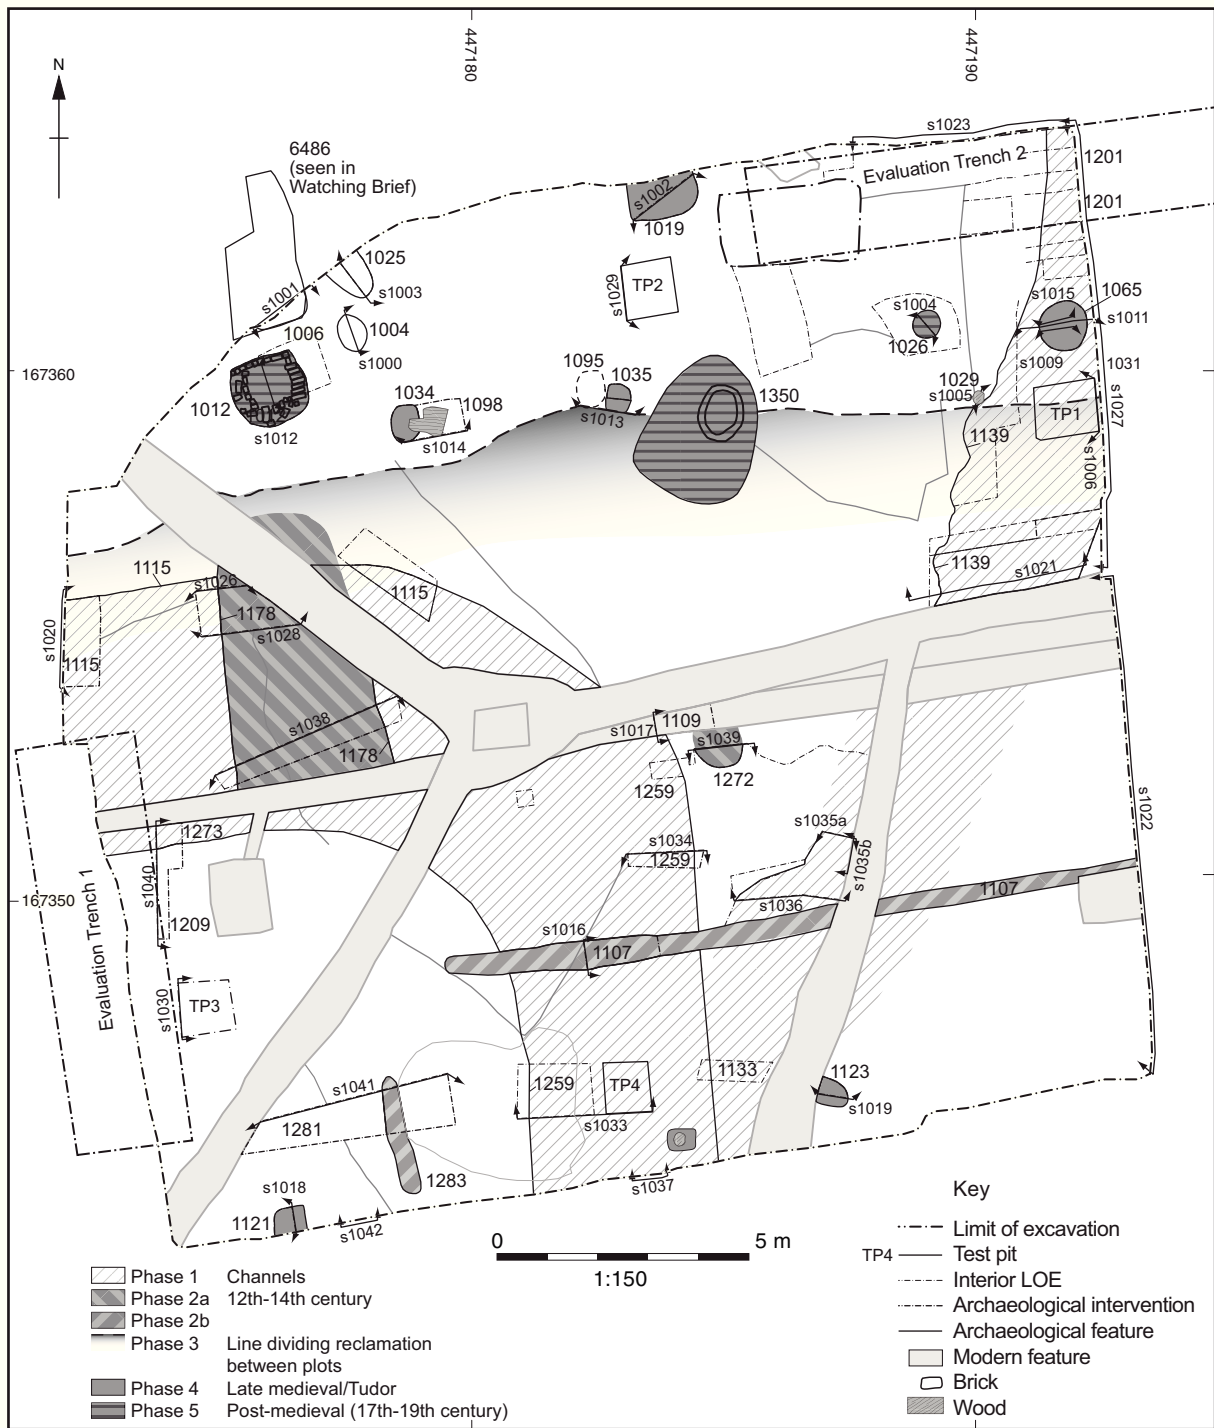 447180
447190
N
6486
(seen in
Watching Brief)
s1023
Evaluation Trench 2
1201
1201
s1002
1019
1025
s1003
s1001
TP2
s1029
1004
s1000
1006
s1004
1026
s1015
1065
s1011
s1009
1031
167360
1012
s1012
1034
1098
s1014
1095
1035
s1013
1350
1029
s1005
TP1
s1027
1139
s1006
1115
s1026
1178
s1028
1115
1139
s1021
s1020
1115
s1038
1178
s1017
1109
s1039
1272
1259
s1022
1273
s1034
1259
s1035a
s1035b
s1040
1209
167350
Evaluation Trench 1
s1036
1107
s1016
1107
s1030
TP3
s1041
1281
1259
TP4
s1033
1133
1123
s1019
1283
s1018
1121
s1042
s1037
0 5 m
1:150
Phase 1 Channels
Phase 2a 12th-14th century
Phase 2b
Phase 3 Line dividing reclamation
between plots
Phase 4 Late medieval/Tudor
Phase 5 Post-medieval (17th-19th century)
Key
Limit of excavation
TP4 Test pit
Interior LOE
Archaeological intervention
Archaeological feature
Modern feature
Brick
Wood